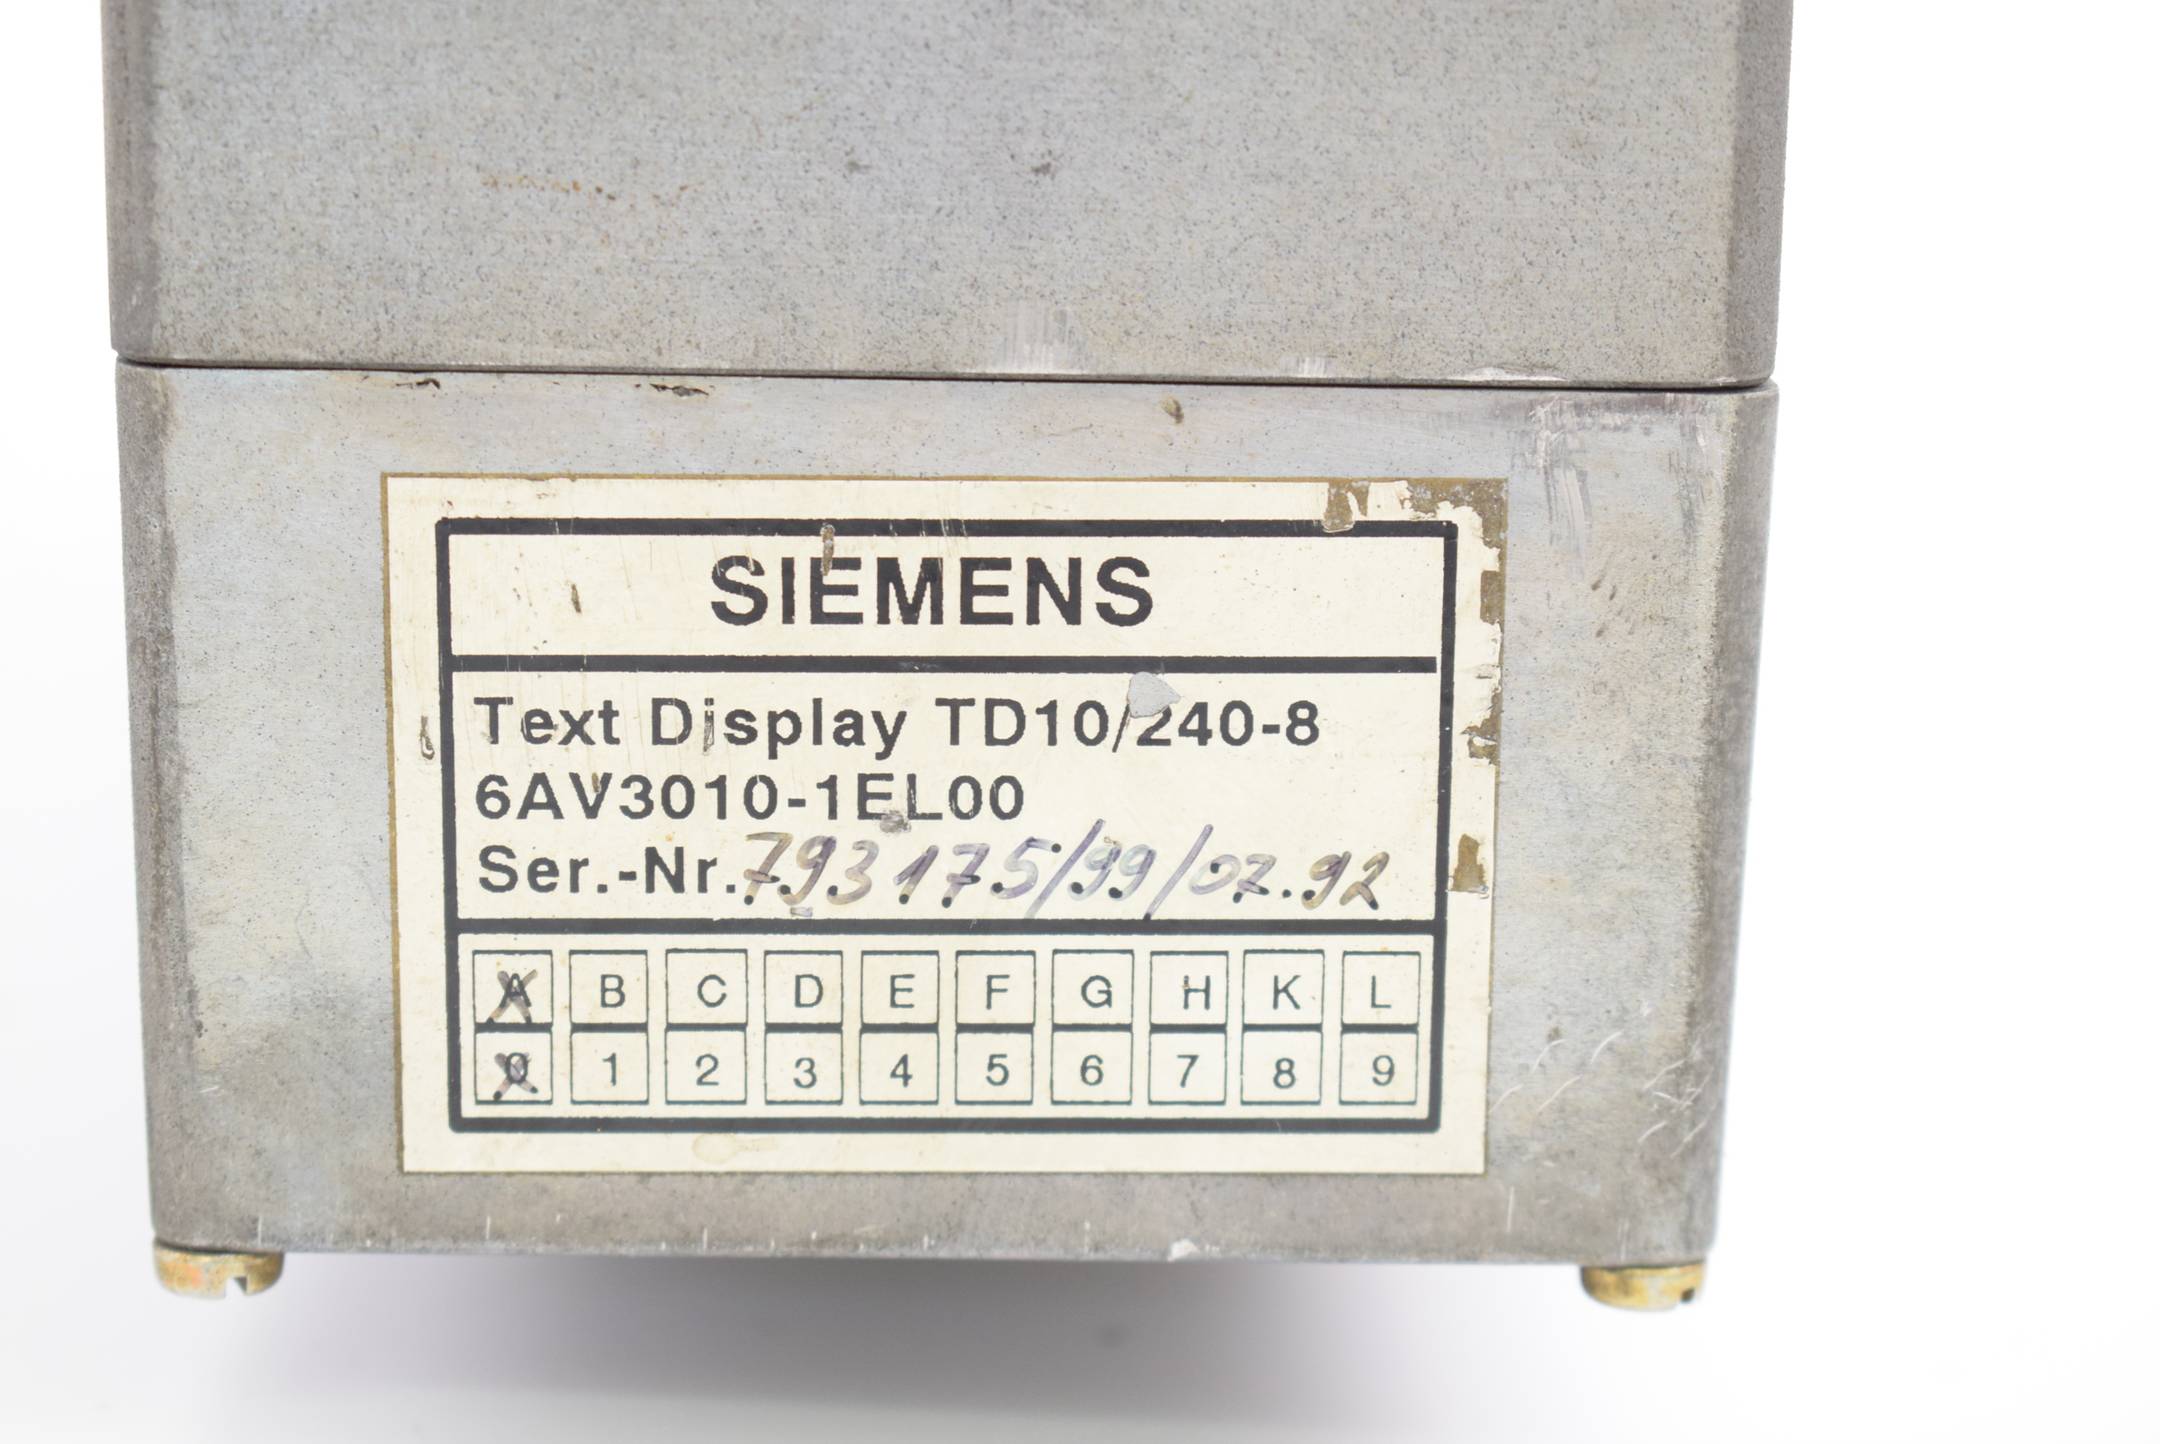 SIEMENS
Text Display TD10/240-8
6AV3010-1EL00
Ser.-Nr. 793175/99/07.92
A B C D E F G H K L
0 1 2 3 4 5 6 7 8 9